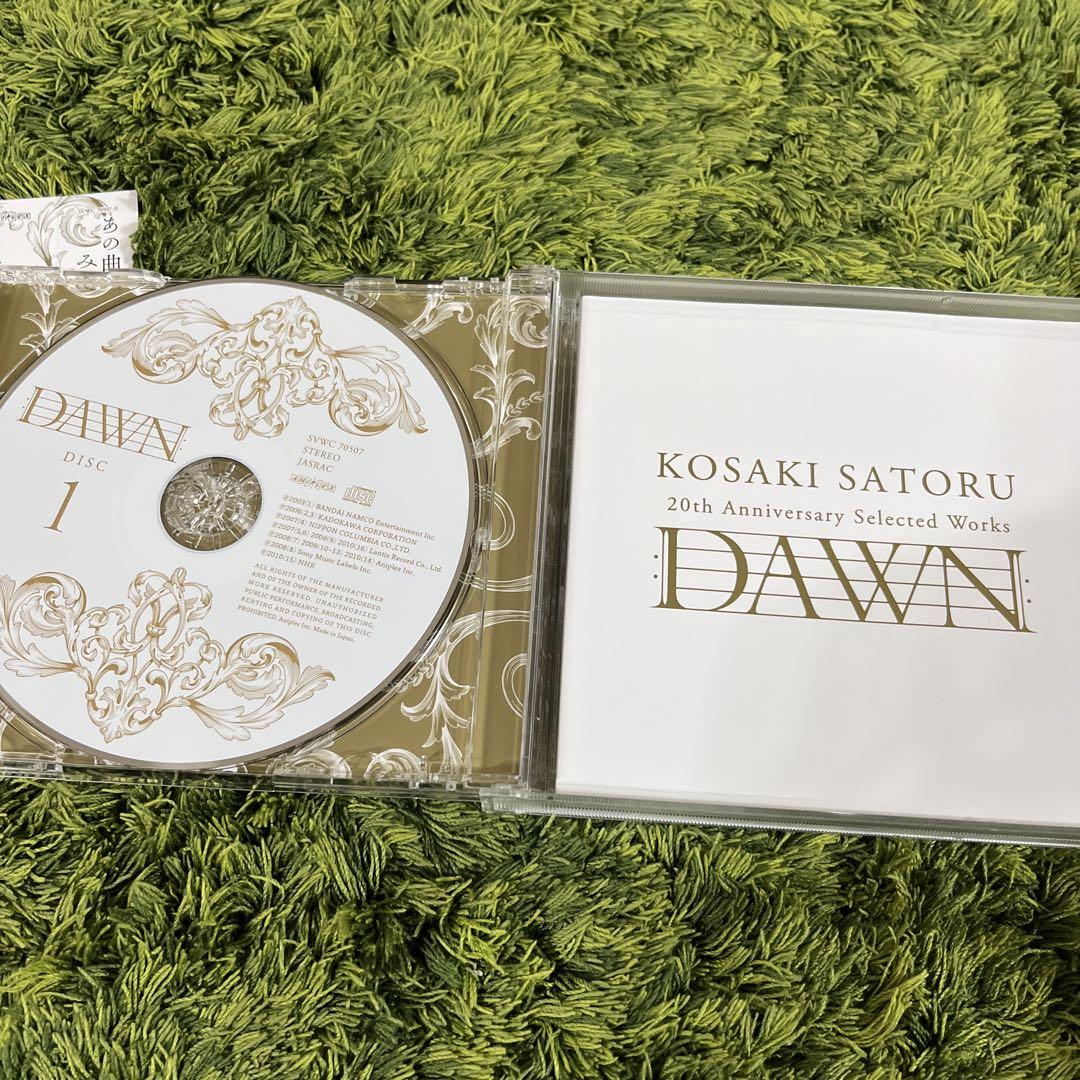 あの曲
み
DAWN
DISC
1
SVWC 70507
STEREO
JASRAC
disc
℗2003(1) BANDAI NAMCO Entertainment Inc.
℗2006(2,3) KADOKAWA CORPORATION
℗2007(4) NIPPON COLUMBIA CO.,LTD.
℗2007(5,6) 2009(9) 2010(16) Lantis Record Co., Ltd.
℗2008(7) 2009(10–13) 2010(14) Aniplex Inc.
℗2008(8) Sony Music Labels Inc.
℗2010(15) NHK
ALL RIGHTS OF THE MANUFACTURER
AND OF THE OWNER OF THE RECORDED
WORK RESERVED. UNAUTHORIZED
PUBLIC PERFORMANCE, BROADCASTING,
RENTING AND COPYING OF THIS DISC
PROHIBITED. Aniplex Inc. Made in Japan.
KOSAKI SATORU
20th Anniversary Selected Works
DAWN